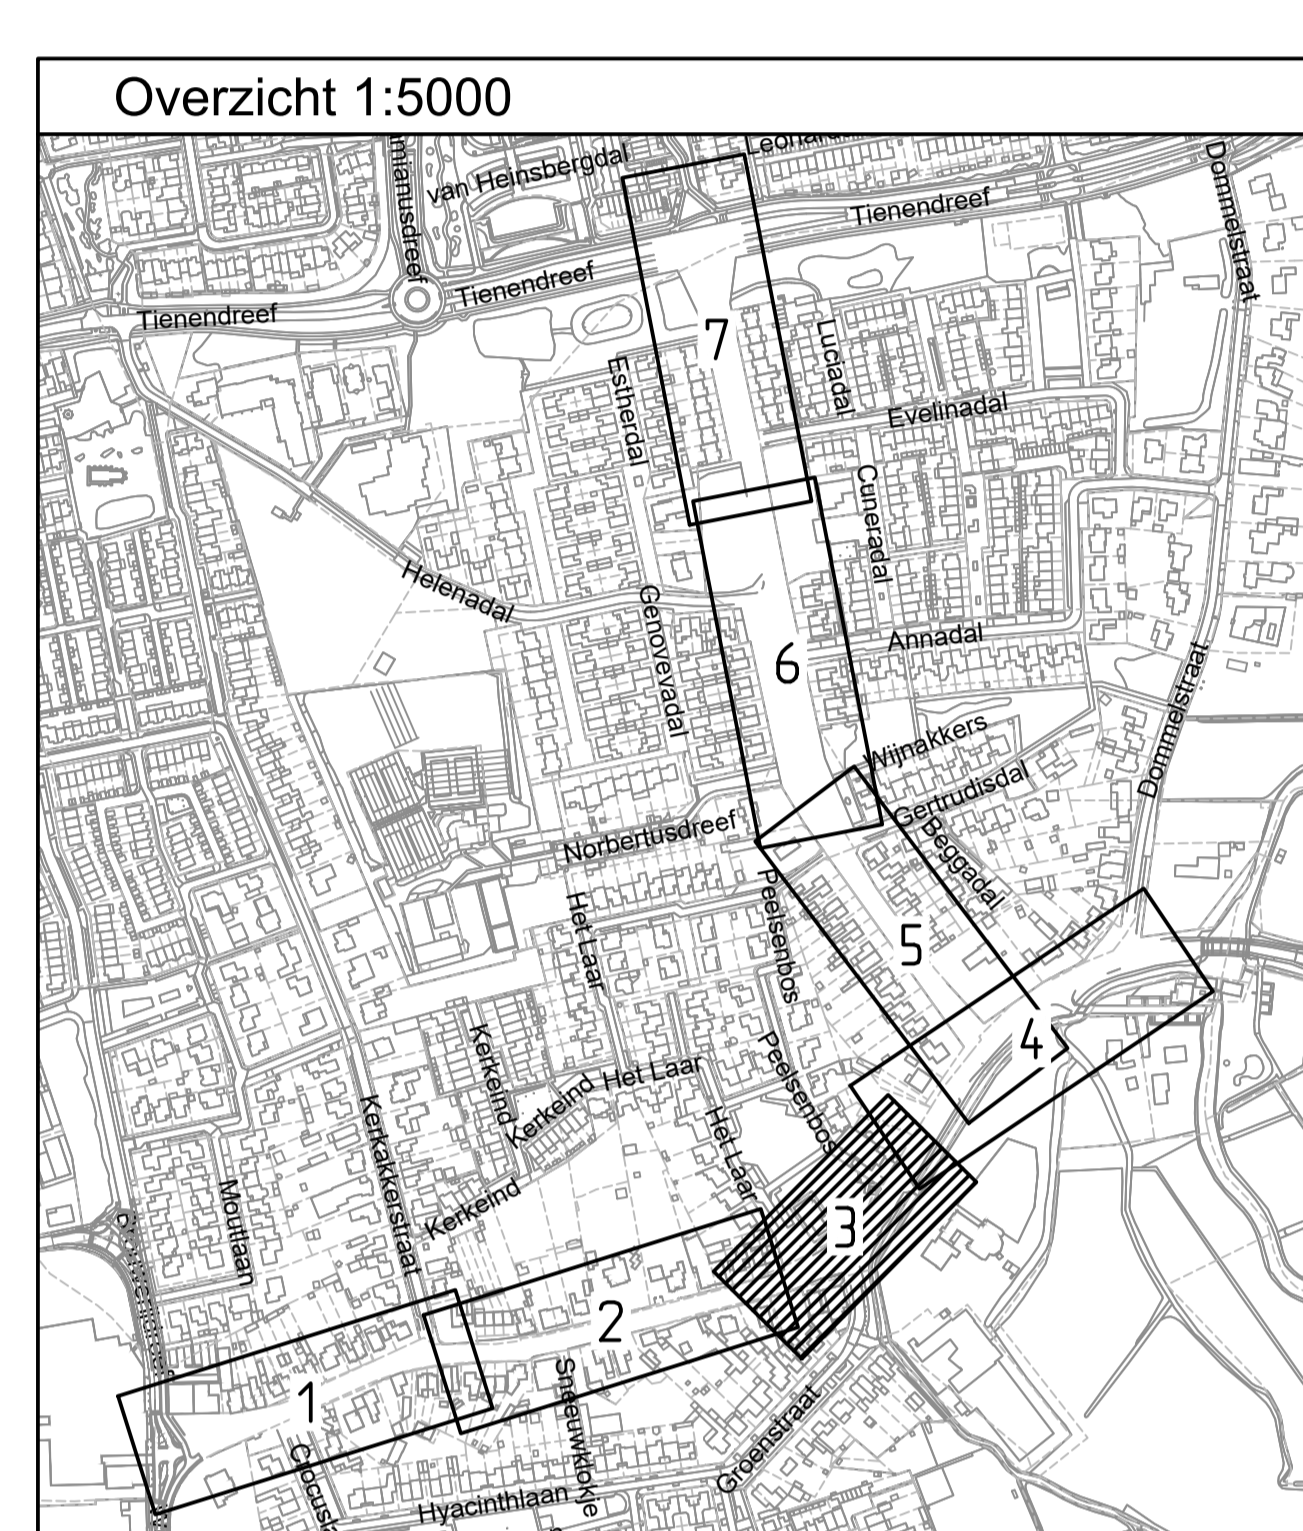 Overzicht 1:5000
van Heinsbergdal
Tienendreef
Dommelstraat
Tienendreef
Tienendreef
7
Luciadal
Estherdal
Evelinadal
Cuneradal
Helenadal
Genovevadal
Annadal
6
Dommelstraat
Wijnakkers
Gertrudisdal
Norbertusdreef
Beggadal
Peelsenbos
Het Laar
5
4
Kerkeind
Peelsenbos
Het Laar
Kerkeind
Kerkakkerstraat
Het Laar
Moutlaan
Kerkeind
3
2
1
Sneeuwklokje
Groenstraat
Hyacinthlaan